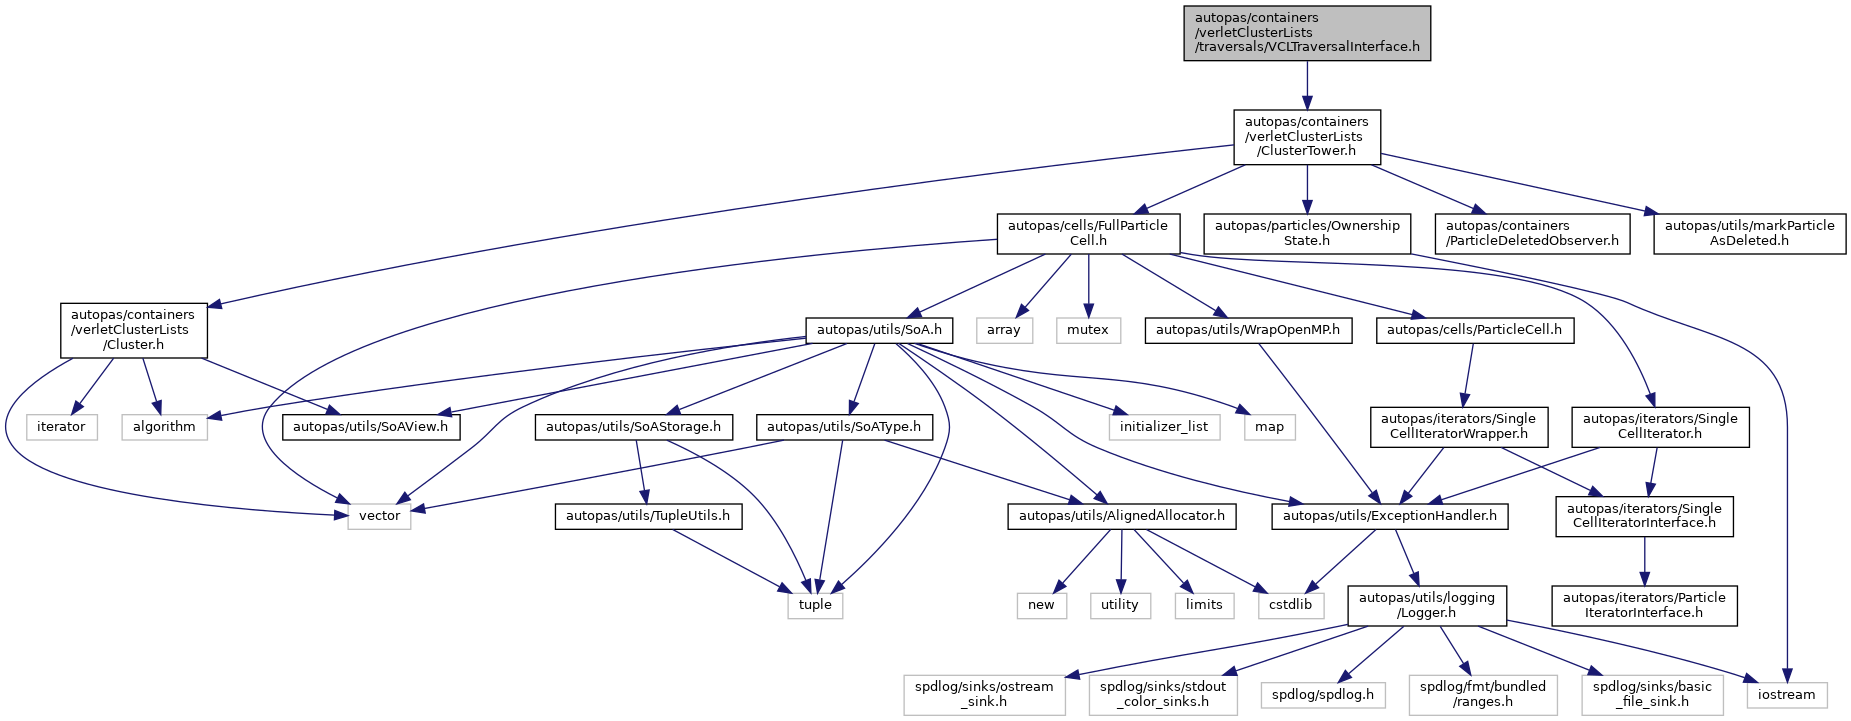 autopas/containers
/verletClusterLists
/traversals/VCLTraversalInterface.h
autopas/containers
/verletClusterLists
/ClusterTower.h
autopas/cells/FullParticle
Cell.h
autopas/particles/Ownership
State.h
autopas/containers
/ParticleDeletedObserver.h
autopas/utils/markParticle
AsDeleted.h
autopas/containers
/verletClusterLists
/Cluster.h
autopas/utils/SoA.h
array
mutex
autopas/utils/WrapOpenMP.h
autopas/cells/ParticleCell.h
iterator
algorithm
autopas/utils/SoAView.h
autopas/utils/SoAStorage.h
autopas/utils/SoAType.h
initializer_list
map
autopas/iterators/Single
CellIteratorWrapper.h
autopas/iterators/Single
CellIterator.h
vector
autopas/utils/TupleUtils.h
autopas/utils/AlignedAllocator.h
autopas/utils/ExceptionHandler.h
autopas/iterators/Single
CellIteratorInterface.h
tuple
new
utility
limits
cstdlib
autopas/utils/logging
/Logger.h
autopas/iterators/Particle
IteratorInterface.h
spdlog/sinks/ostream
_sink.h
spdlog/sinks/stdout
_color_sinks.h
spdlog/spdlog.h
spdlog/fmt/bundled
/ranges.h
spdlog/sinks/basic
_file_sink.h
iostream